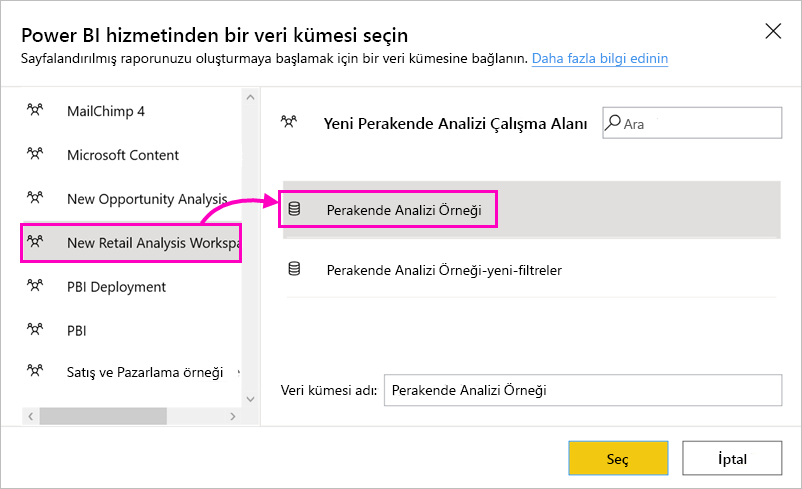 Power BI hizmetinden bir veri kümesi seçin
Sayfalandırılmış raporunuzu oluşturmaya başlamak için bir veri kümesine bağlanın. Daha fazla bilgi edinin
MailChimp 4
Microsoft Content
New Opportunity Analysis
New Retail Analysis Workspa
PBI Deployment
PBI
Satış ve Pazarlama örneği
Yeni Perakende Analizi Çalışma Alanı
Ara
Perakende Analizi Örneği
Perakende Analizi Örneği-yeni-filtreler
Veri kümesi adı: Perakende Analizi Örneği
Seç
İptal